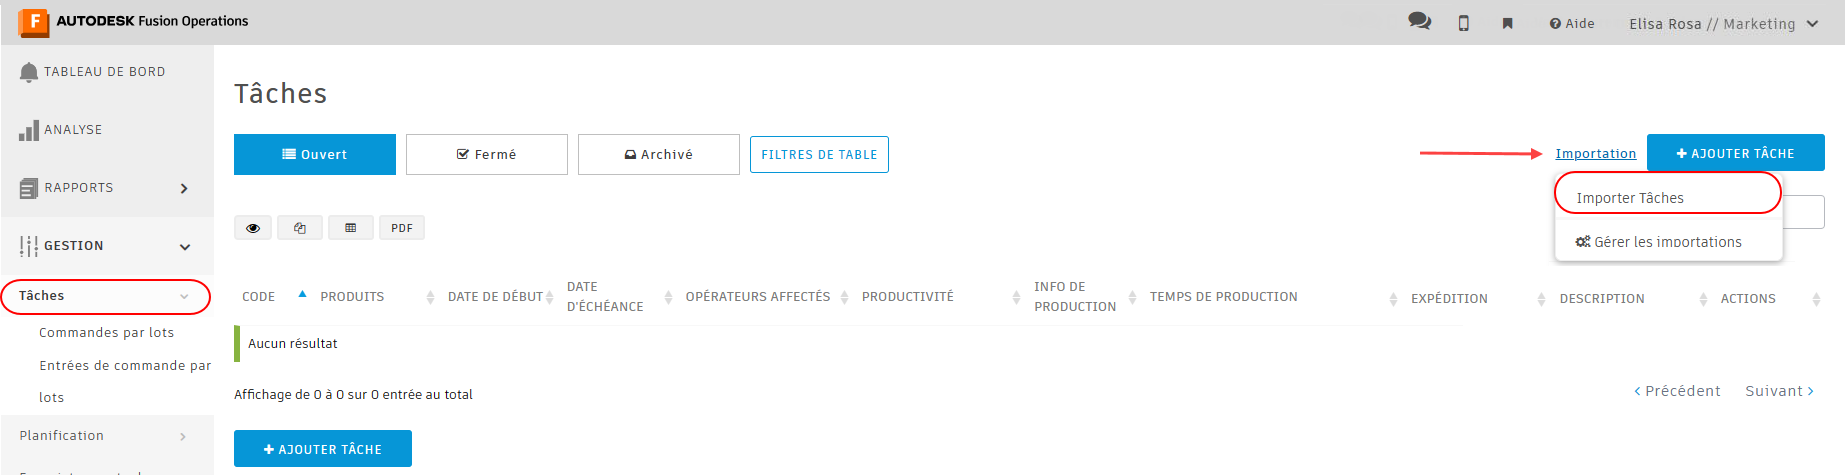 F AUTODESK Fusion Operations
Aide
Elisa Rosa // Marketing
TABLEAU DE BORD
ANALYSE
RAPPORTS
GESTION
Tâches
Commandes par lots
Entrées de commande par
lots
Planification
Tâches
Ouvert
Fermé
Archivé
FILTRES DE TABLE
Importation
+ AJOUTER TÂCHE
Importer Tâches
Gérer les importations
PDF
CODE
PRODUITS
DATE DE DÉBUT
DATE
D'ÉCHÉANCE
OPÉRATEURS AFFECTÉS
PRODUCTIVITÉ
INFO DE
PRODUCTION
TEMPS DE PRODUCTION
EXPÉDITION
DESCRIPTION
ACTIONS
Aucun résultat
Affichage de 0 à 0 sur 0 entrée au total
< Précédent
Suivant >
+ AJOUTER TÂCHE